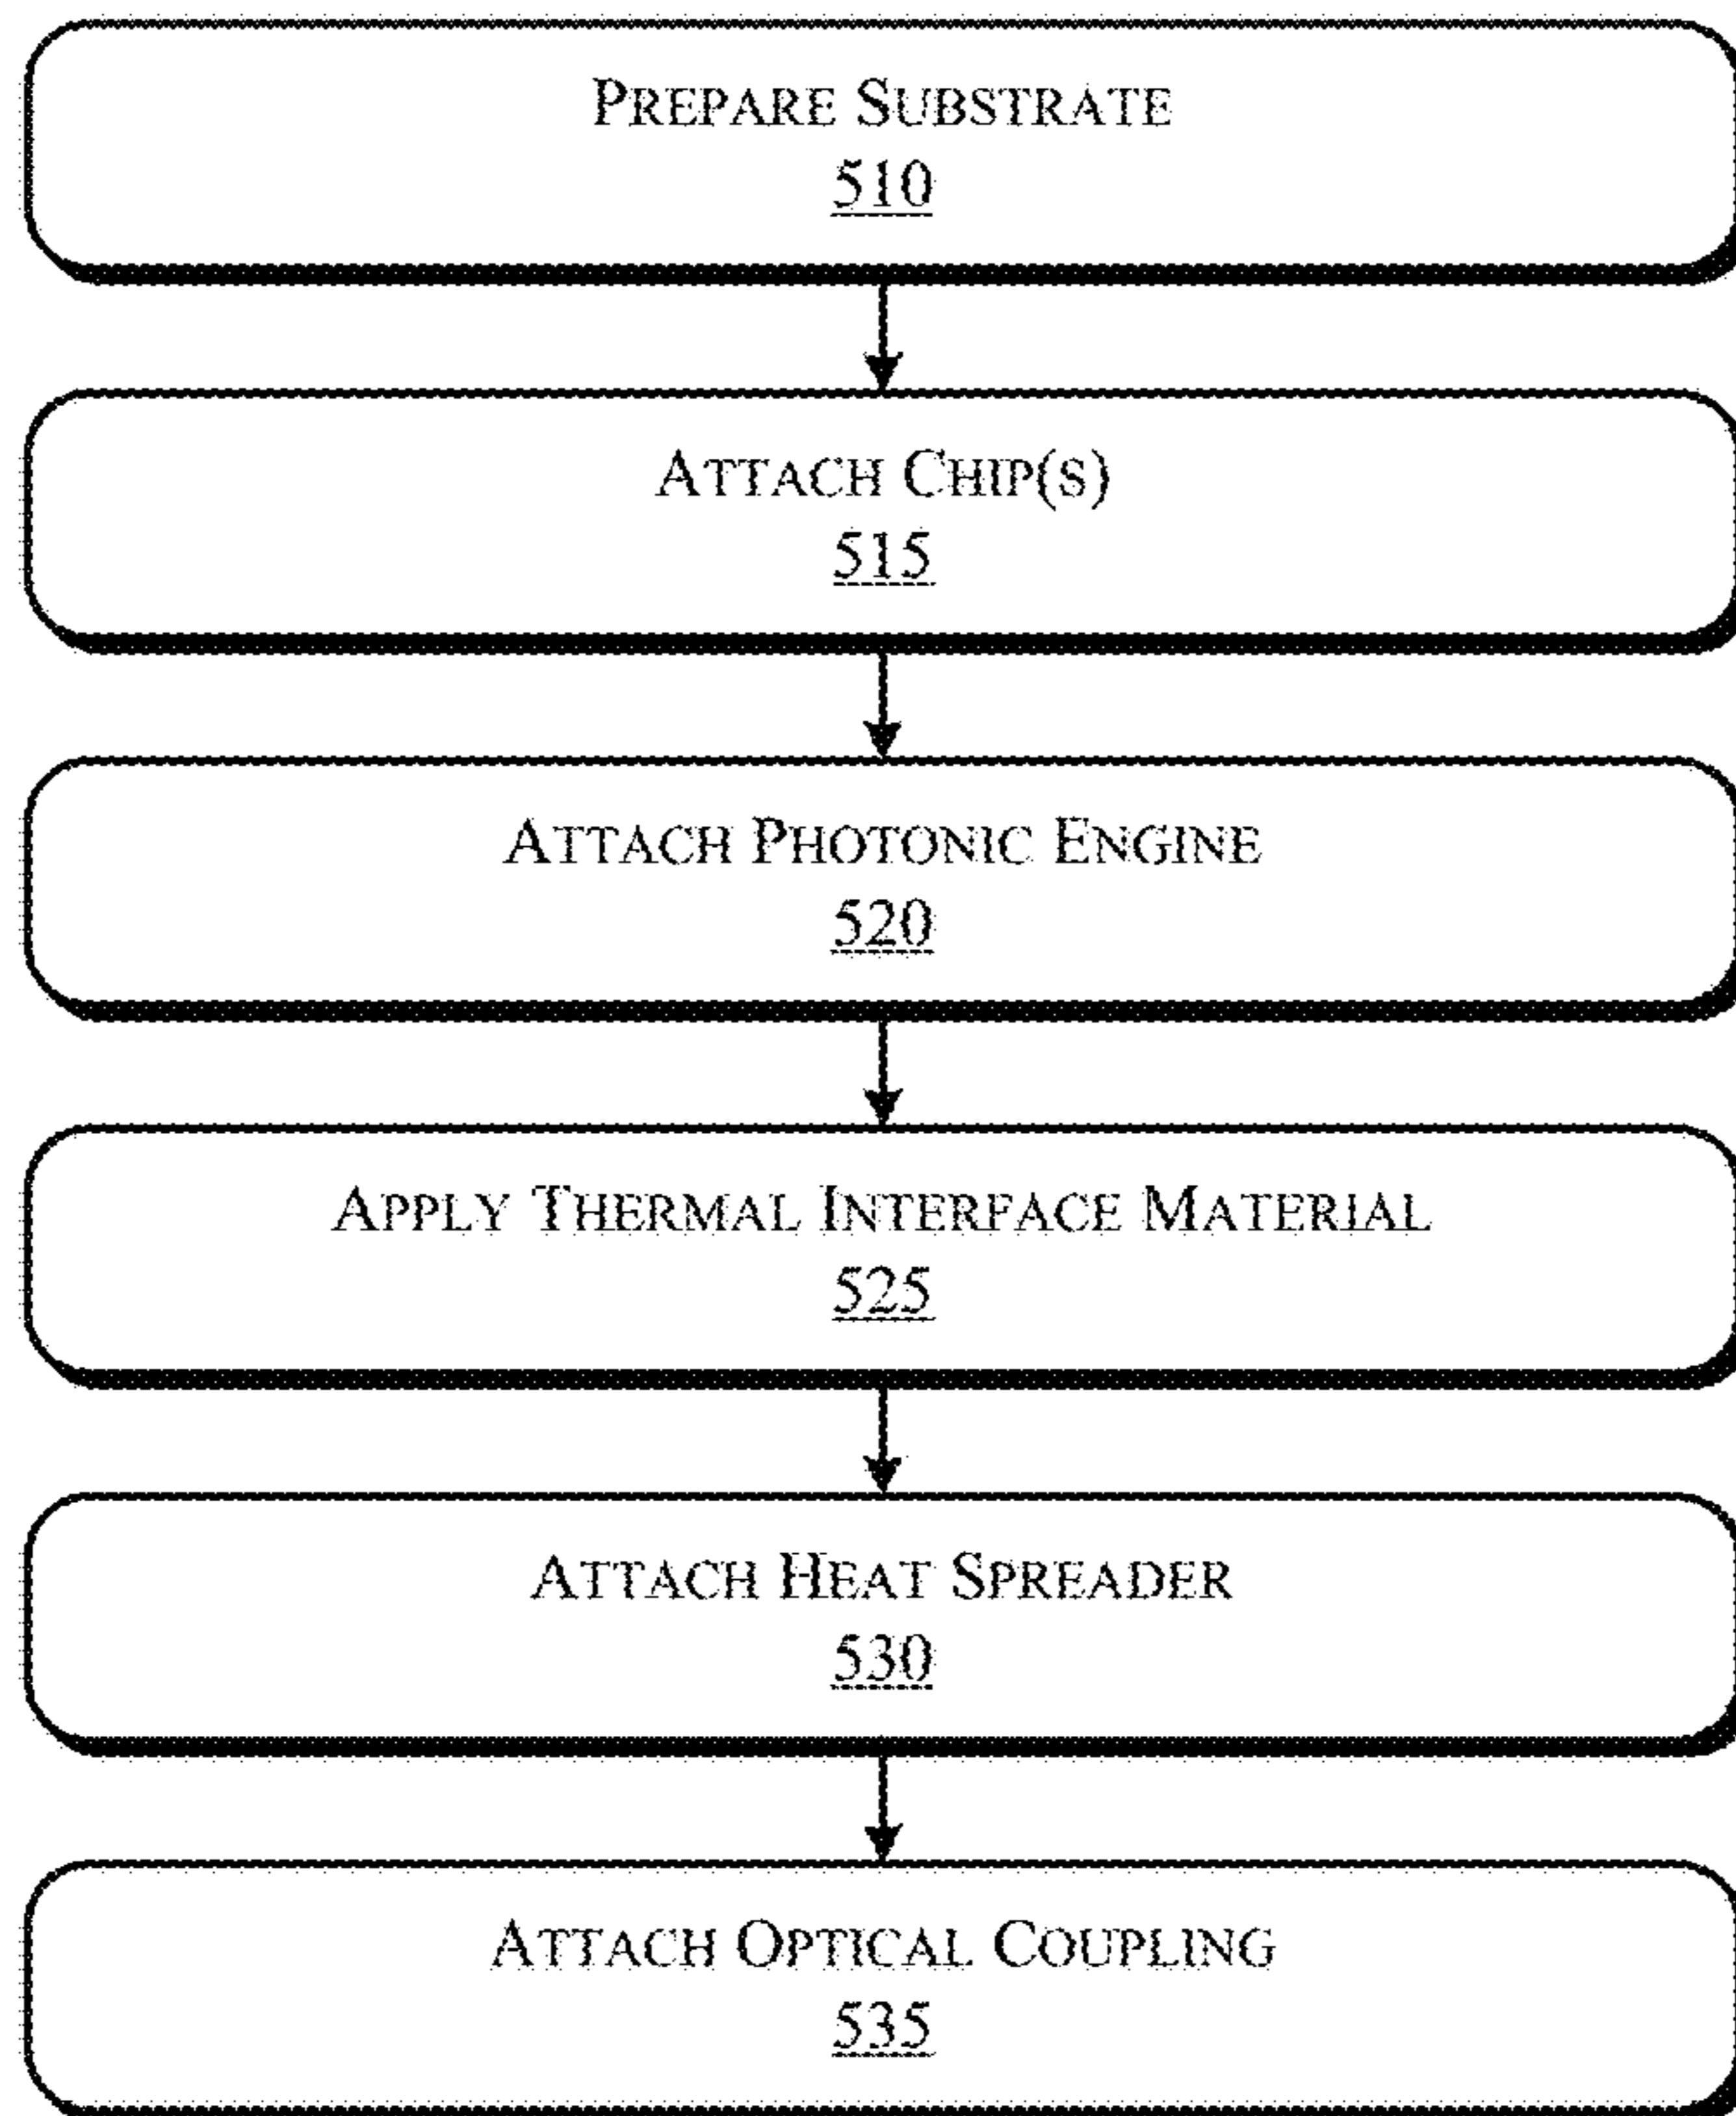 PREPARE SUBSTRATE
510
ATTACH CHIP(S)
515
ATTACH PHOTONIC ENGINE
520
APPLY THERMAL INTERFACE MATERIAL
525
ATTACH HEAT SPREADER
530
ATTACH OPTICAL COUPLING
535